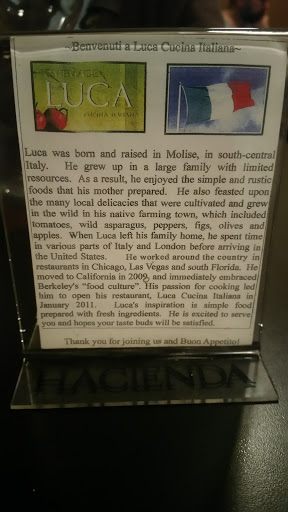 ~Benvenuti a Luca Cucina Italiana~
LUCA
CUCINA ITALIANA
Luca was born and raised in Molise, in south-central
Italy. He grew up in a large family with limited
resources. As a result, he enjoyed the simple and rustic
foods that his mother prepared. He also feasted upon
the many local delicacies that were cultivated and grew
in the wild in his native farming town, which included
tomatoes, wild asparagus, peppers, figs, olives and
apples. When Luca left his family home, he spent time
in various parts of Italy and London before arriving in
the United States. He worked around the country in
restaurants in Chicago, Las Vegas and south Florida. He
moved to California in 2009, and immediately embraced
Berkeley's "food culture". His passion for cooking led
him to open his restaurant, Luca Cucina Italiana in
January 2011. Luca's inspiration is simple food
prepared with fresh ingredients. He is excited to serve
you and hopes your taste buds will be satisfied.
Thank you for joining us and Buon Appetito!
HACIENDA